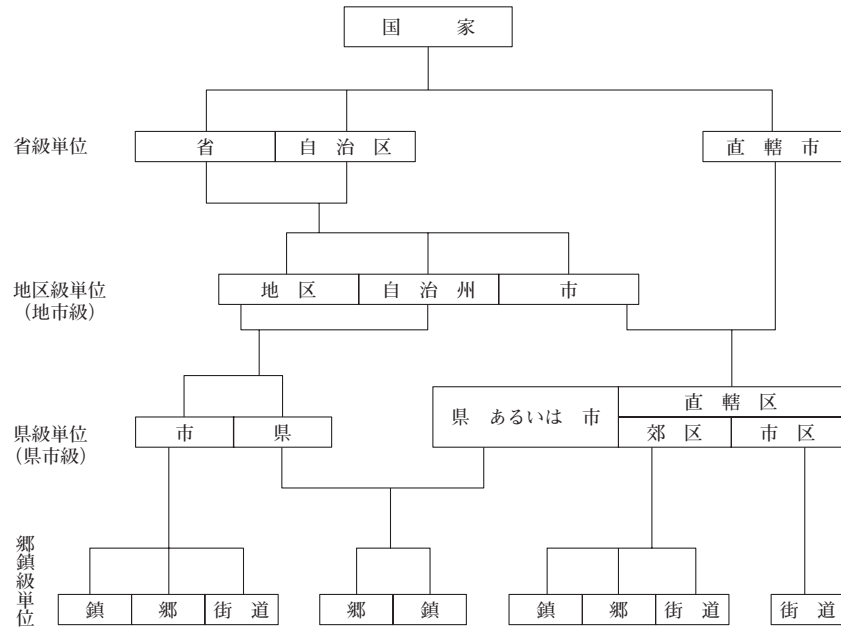 国 家
省級単位
省 自 治 区 直 轄 市
地区級単位
(地市級)
地 区 自 治 州 市
県級単位
(県市級)
市 県 県 あるいは 市 直 轄 区
郊 区 市 区
郷鎮級単位
鎮 郷 街 道 郷 鎮 鎮 郷 街 道 街 道